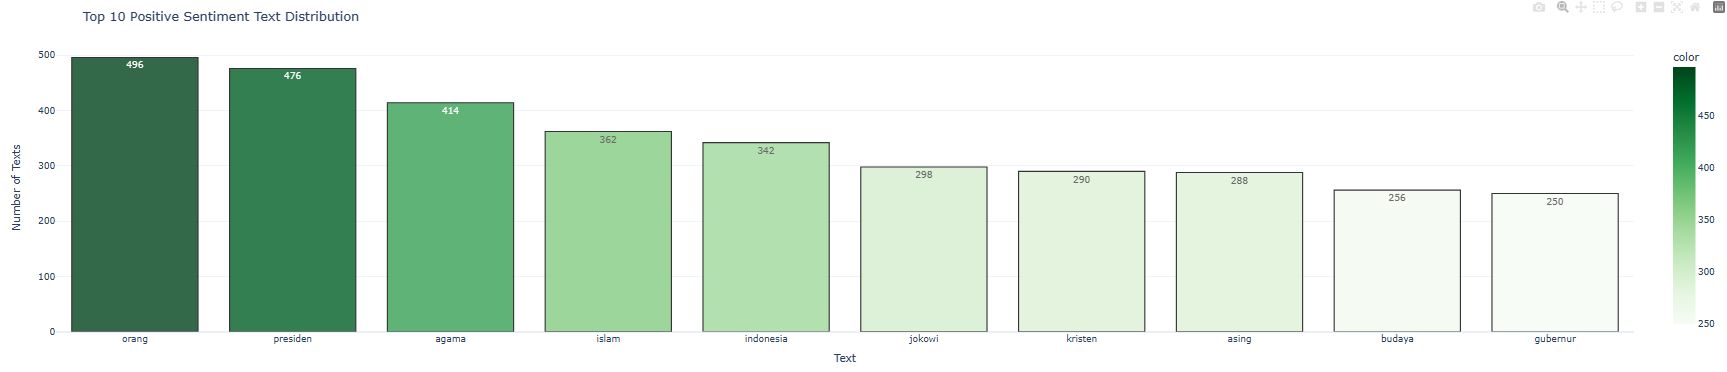 Top 10 Positive Sentiment Text Distribution
500
400
300
200
100
0
Number of Texts
496
476
414
362
342
298
290
288
256
250
orang
presiden
agama
islam
indonesia
jokowi
kristen
asing
budaya
gubernur
Text
color
450
400
350
300
250